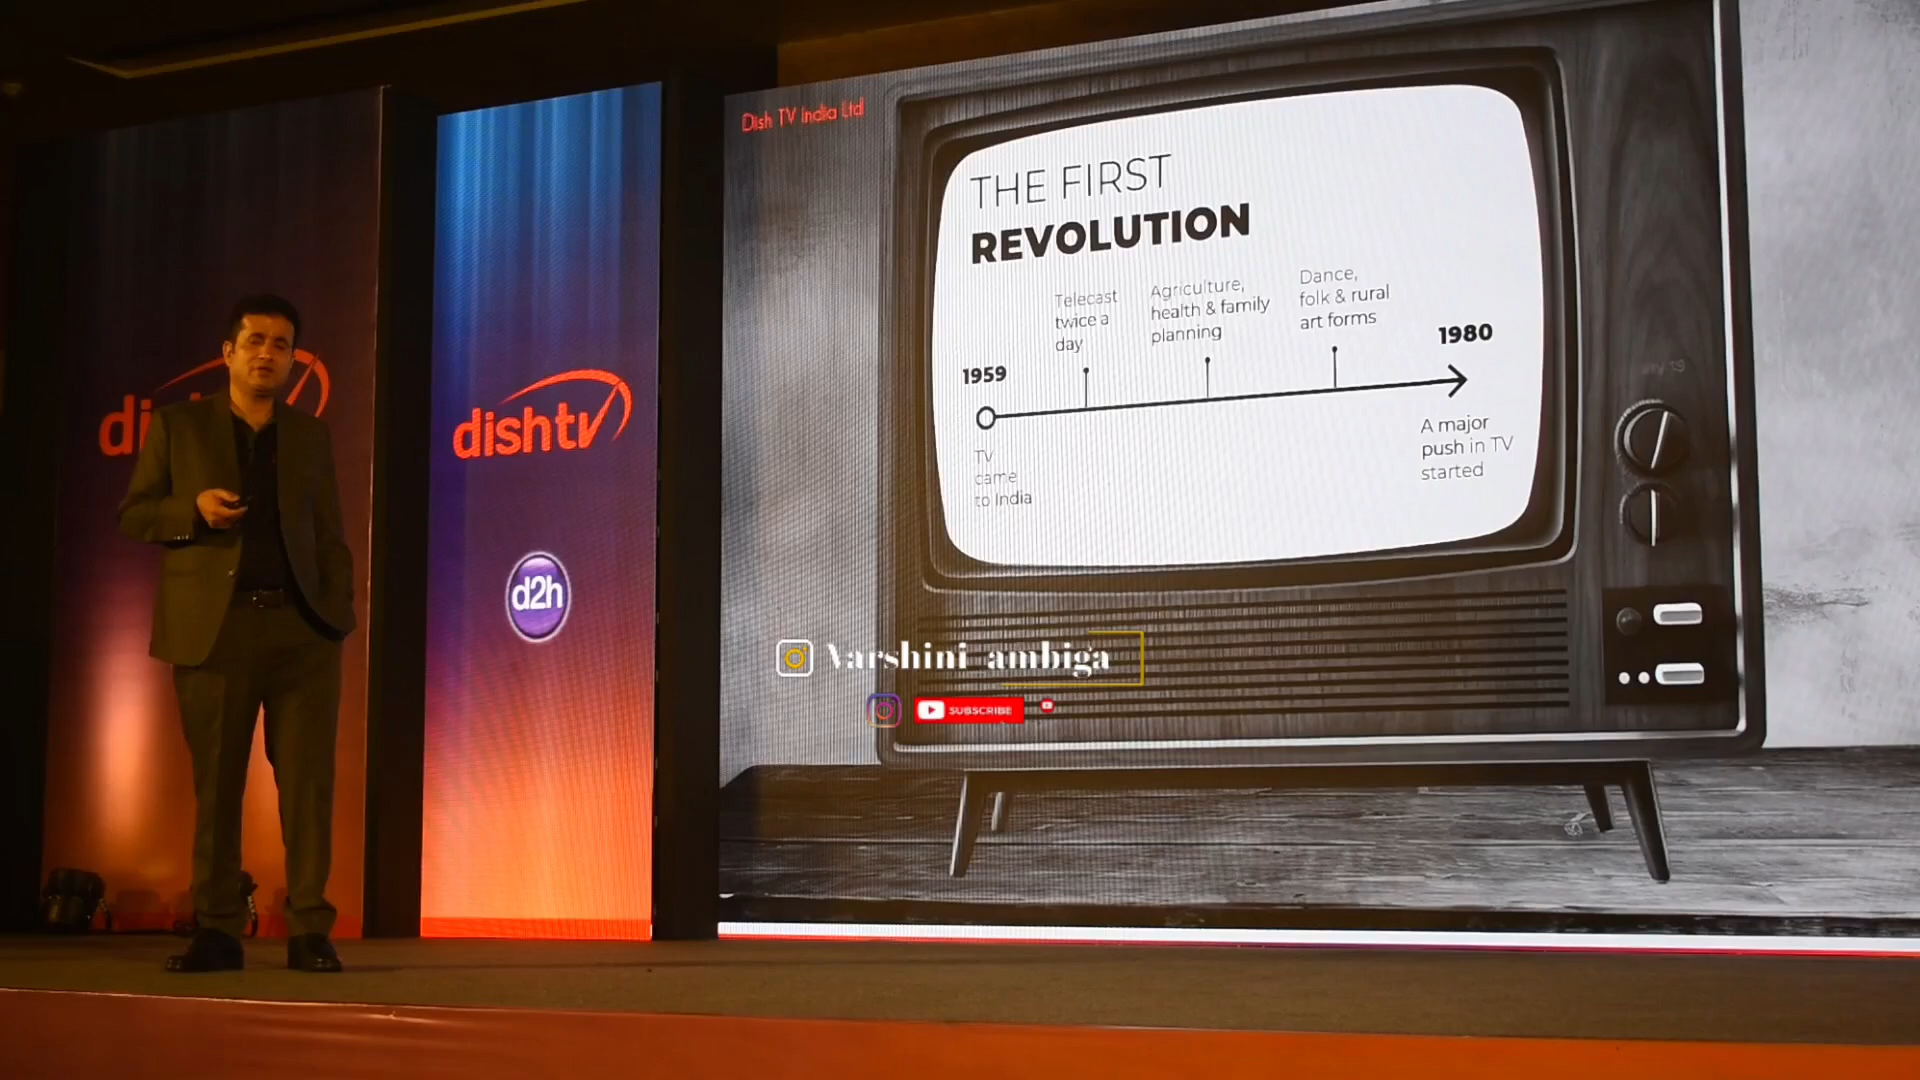 Dish TV India Ltd
THE FIRST
REVOLUTION
Telecast
twice a
day
Agriculture,
health & family
planning
Dance,
folk & rural
art forms
1959
1980
TV
came
to India
A major
push in TV
started
di
dishtv
d2h
Varshini_ambiga
SUBSCRIBE